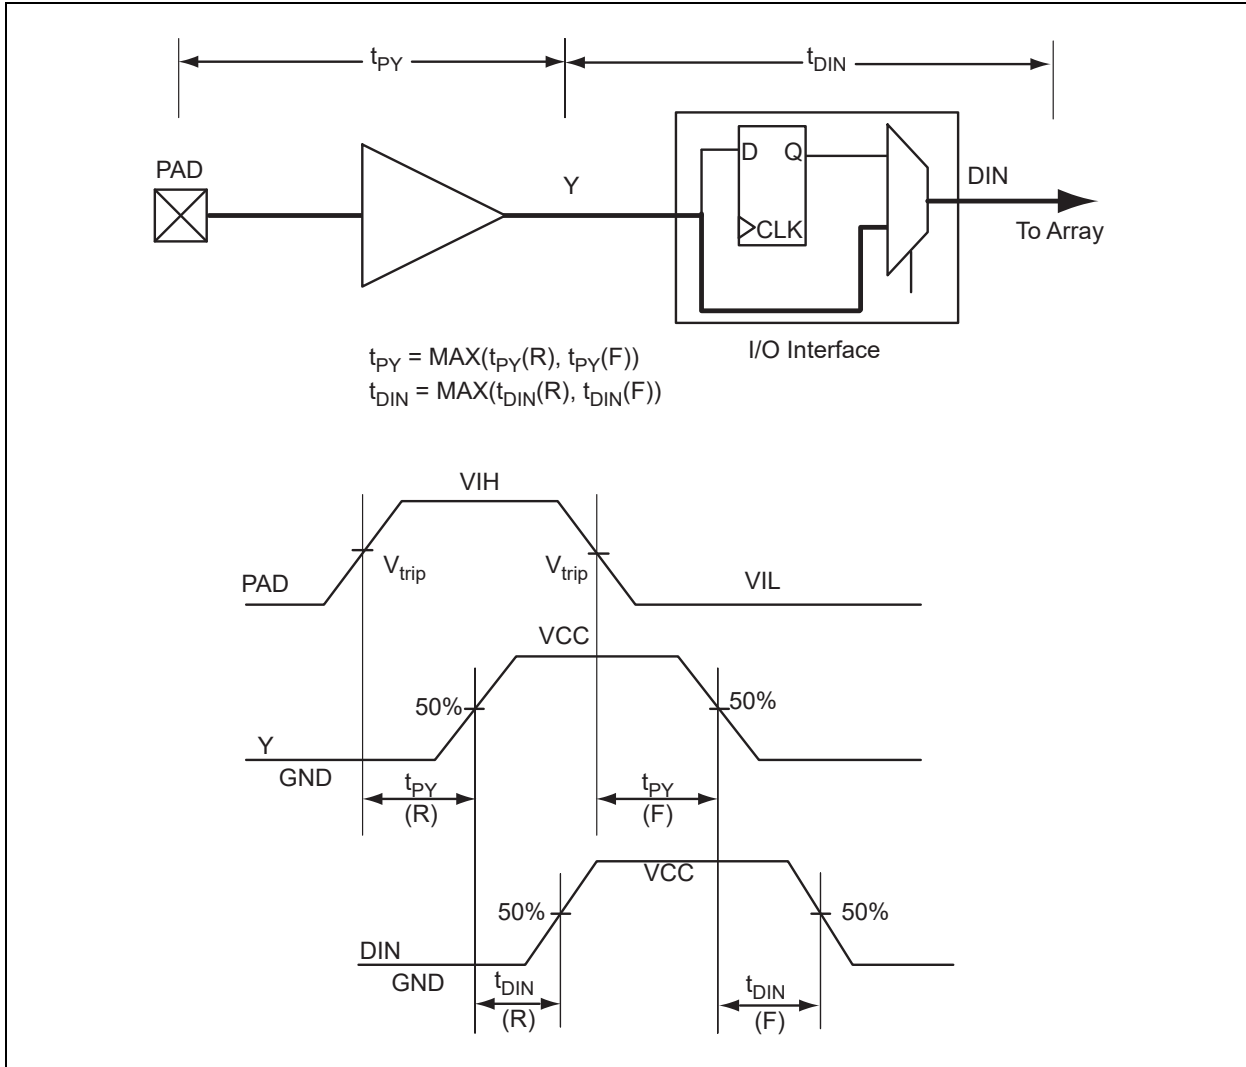 tPY
tDIN
PAD
Y
D
Q
CLK
DIN
To Array
I/O Interface
tPY = MAX(tPY(R), tPY(F))
tDIN = MAX(tDIN(R), tDIN(F))
VIH
Vtrip
Vtrip
PAD
VIL
VCC
50%
50%
Y
GND
tPY
(R)
tPY
(F)
VCC
50%
50%
DIN
GND
tDIN
(R)
tDIN
(F)